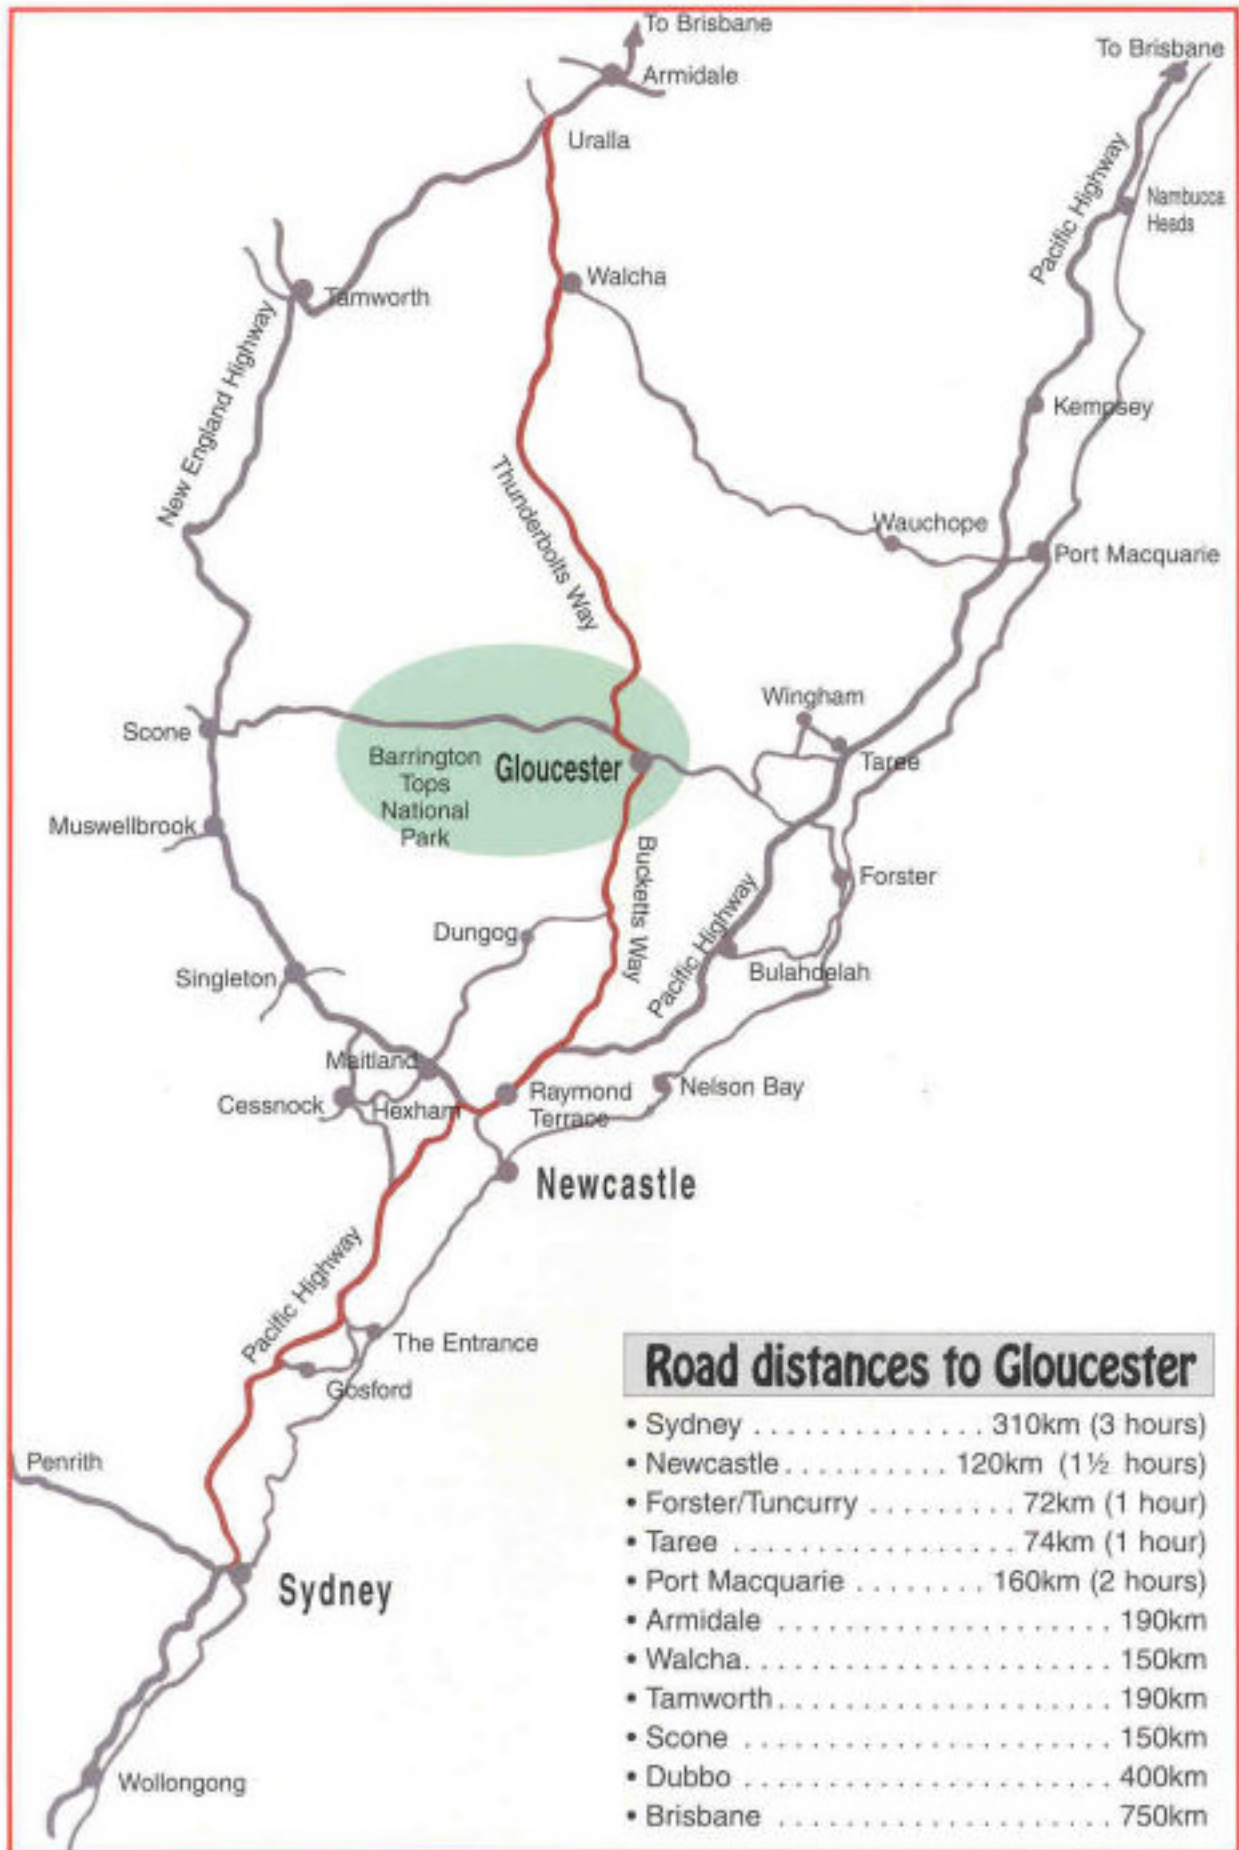 To Brisbane
To Brisbane
Armidale
Uralla
Pacific Highway
Nambucca
Heads
Walcha
Tamworth
New England Highway
Kempsey
Thunderbolts Way
Wauchope
Port Macquarie
Wingham
Scone
Taree
Barrington
Tops
National
Park
Gloucester
Muswellbrook
Bucketts Way
Forster
Dungog
Pacific Highway
Bulahdelah
Singleton
Maitland
Nelson Bay
Raymond
Terrace
Cessnock
Hexham
Newcastle
Pacific Highway
The Entrance
Gosford
Penrith
Sydney
Wollongong
Road distances to Gloucester
• Sydney . . . . . . . . . . . . . . 310km (3 hours)
• Newcastle . . . . . . . . . . 120km (1½ hours)
• Forster/Tuncurry . . . . . . . . . 72km (1 hour)
• Taree . . . . . . . . . . . . . . . . . 74km (1 hour)
• Port Macquarie . . . . . . . . 160km (2 hours)
• Armidale . . . . . . . . . . . . . . . . . . . . 190km
• Walcha. . . . . . . . . . . . . . . . . . . . . . 150km
• Tamworth . . . . . . . . . . . . . . . . . . . . 190km
• Scone . . . . . . . . . . . . . . . . . . . . . . 150km
• Dubbo . . . . . . . . . . . . . . . . . . . . . . 400km
• Brisbane . . . . . . . . . . . . . . . . . . . . 750km